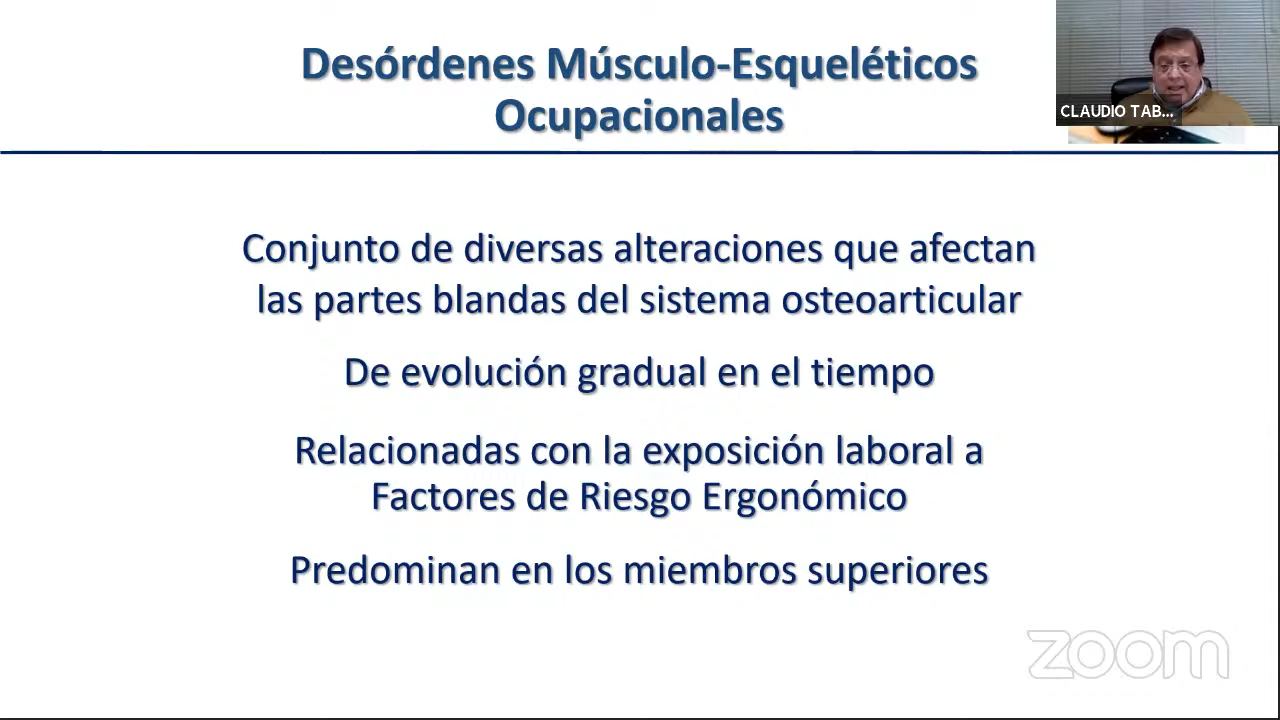 Desórdenes Músculo-Esqueléticos
Ocupacionales
CLAUDIO TAB...
Conjunto de diversas alteraciones que afectan
las partes blandas del sistema osteoarticular
De evolución gradual en el tiempo
Relacionadas con la exposición laboral a
Factores de Riesgo Ergonómico
Predominan en los miembros superiores
zoom